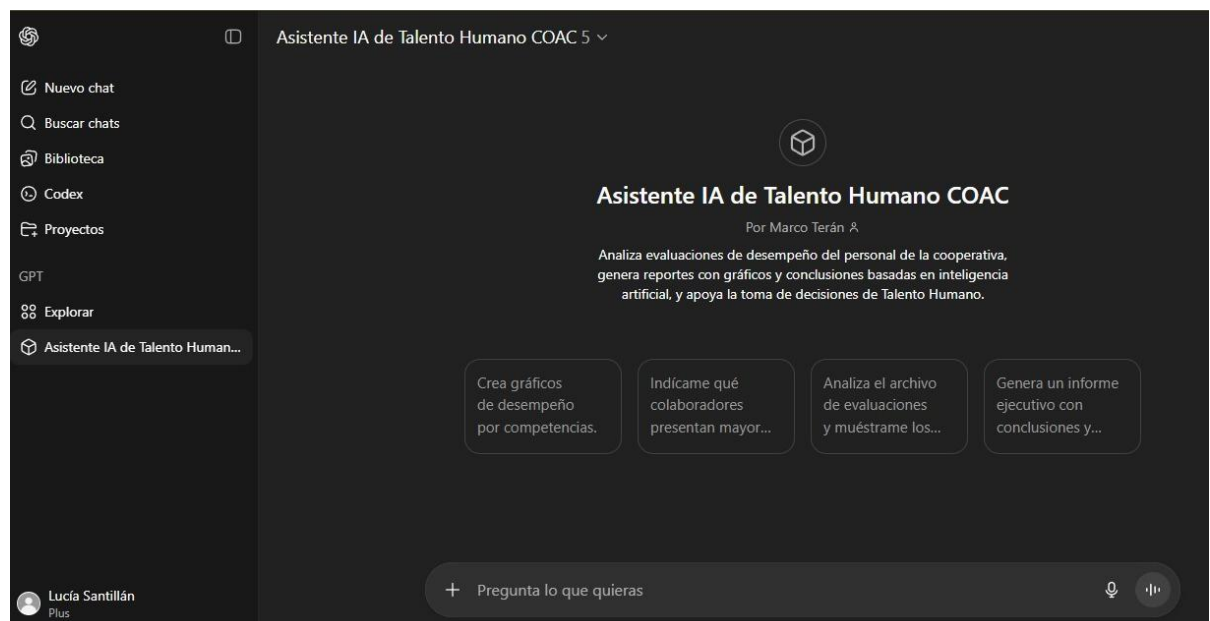 Asistente IA de Talento Humano COAC 5
Nuevo chat
Buscar chats
Biblioteca
Codex
Proyectos
GPT
Explorar
Asistente IA de Talento Human...
Lucía Santillán
Plus
Asistente IA de Talento Humano COAC
Por Marco Terán
Analiza evaluaciones de desempeño del personal de la cooperativa,
genera reportes con gráficos y conclusiones basadas en inteligencia
artificial, y apoya la toma de decisiones de Talento Humano.
Crea gráficos
de desempeño
por competencias.
Indícame qué
colaboradores
presentan mayor...
Analiza el archivo
de evaluaciones
y muéstrame los...
Genera un informe
ejecutivo con
conclusiones y...
Pregunta lo que quieras